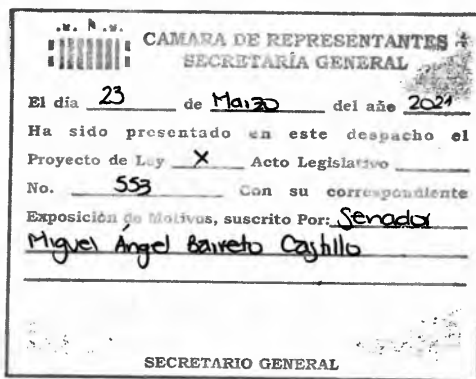 CAMARA DE REPRESENTANTES
SECRETARÍA GENERAL
El día 23 de Marzo del año 2021
Ha sido presentado en este despacho el
Proyecto de Ley X Acto Legislativo
No. 553 Con su correspondiente
Exposición de Motivos, suscrito Por: Senador
Miguel Ángel Barreto Castillo
SECRETARIO GENERAL